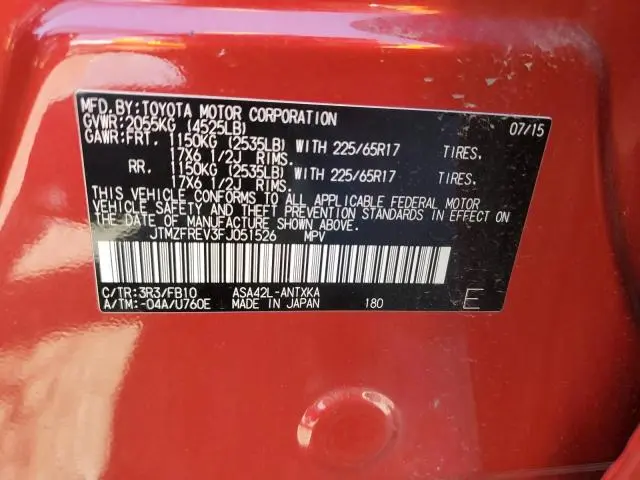 MFD.BY:TOYOTA MOTOR CORPORATION 07/15
GVWR:2055KG (4525LB)
GAWR:FRT. 1150KG (2535LB) WITH 225/65R17 TIRES.
17X6 1/2J RIMS.
RR. 1150KG (2535LB) WITH 225/65R17 TIRES.
17X6 1/2J RIMS.
THIS VEHICLE CONFORMS TO ALL APPLICABLE FEDERAL MOTOR
VEHICLE SAFETY AND THEFT PREVENTION STANDARDS IN EFFECT ON
THE DATE OF MANUFACTURE SHOWN ABOVE.
JTMZFREV3FJ051526 MPV
C/TR:3R3/FB10 ASA42L-ANTXKA
A/TM:-04A/U760E MADE IN JAPAN 180 E